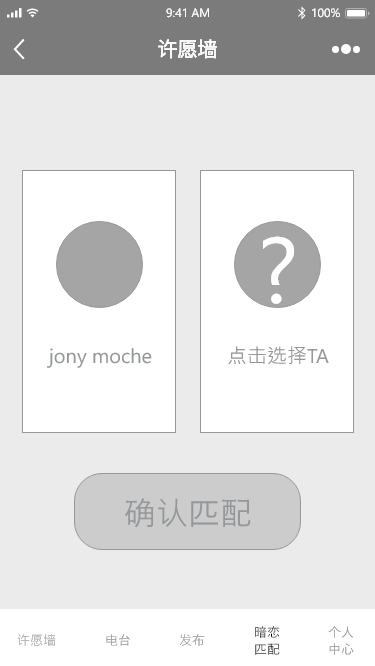 9:41 AM
100%
许愿墙
?
jony moche
点击选择TA
确认匹配
许愿墙
电台
发布
暗恋
匹配
个人
中心